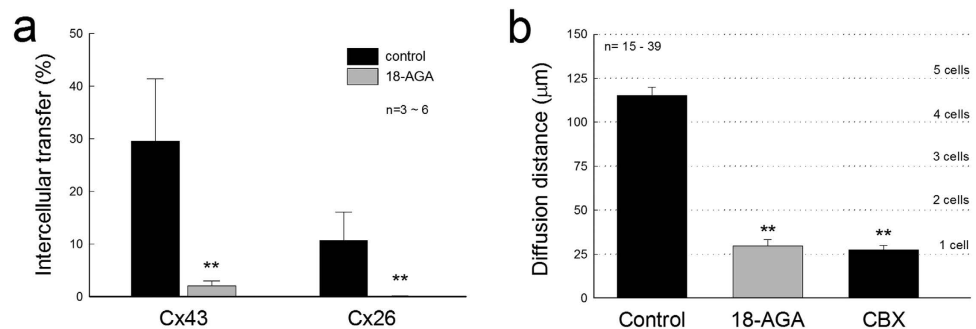 a
Intercellular transfer (%)
50
40
30
20
10
0
control
18-AGA
n=3 ~ 6
**
**
Cx43
Cx26
b
Diffusion distance (μm)
150
125
100
75
50
25
0
n= 15 - 39
5 cells
4 cells
3 cells
2 cells
1 cell
**
**
Control
18-AGA
CBX